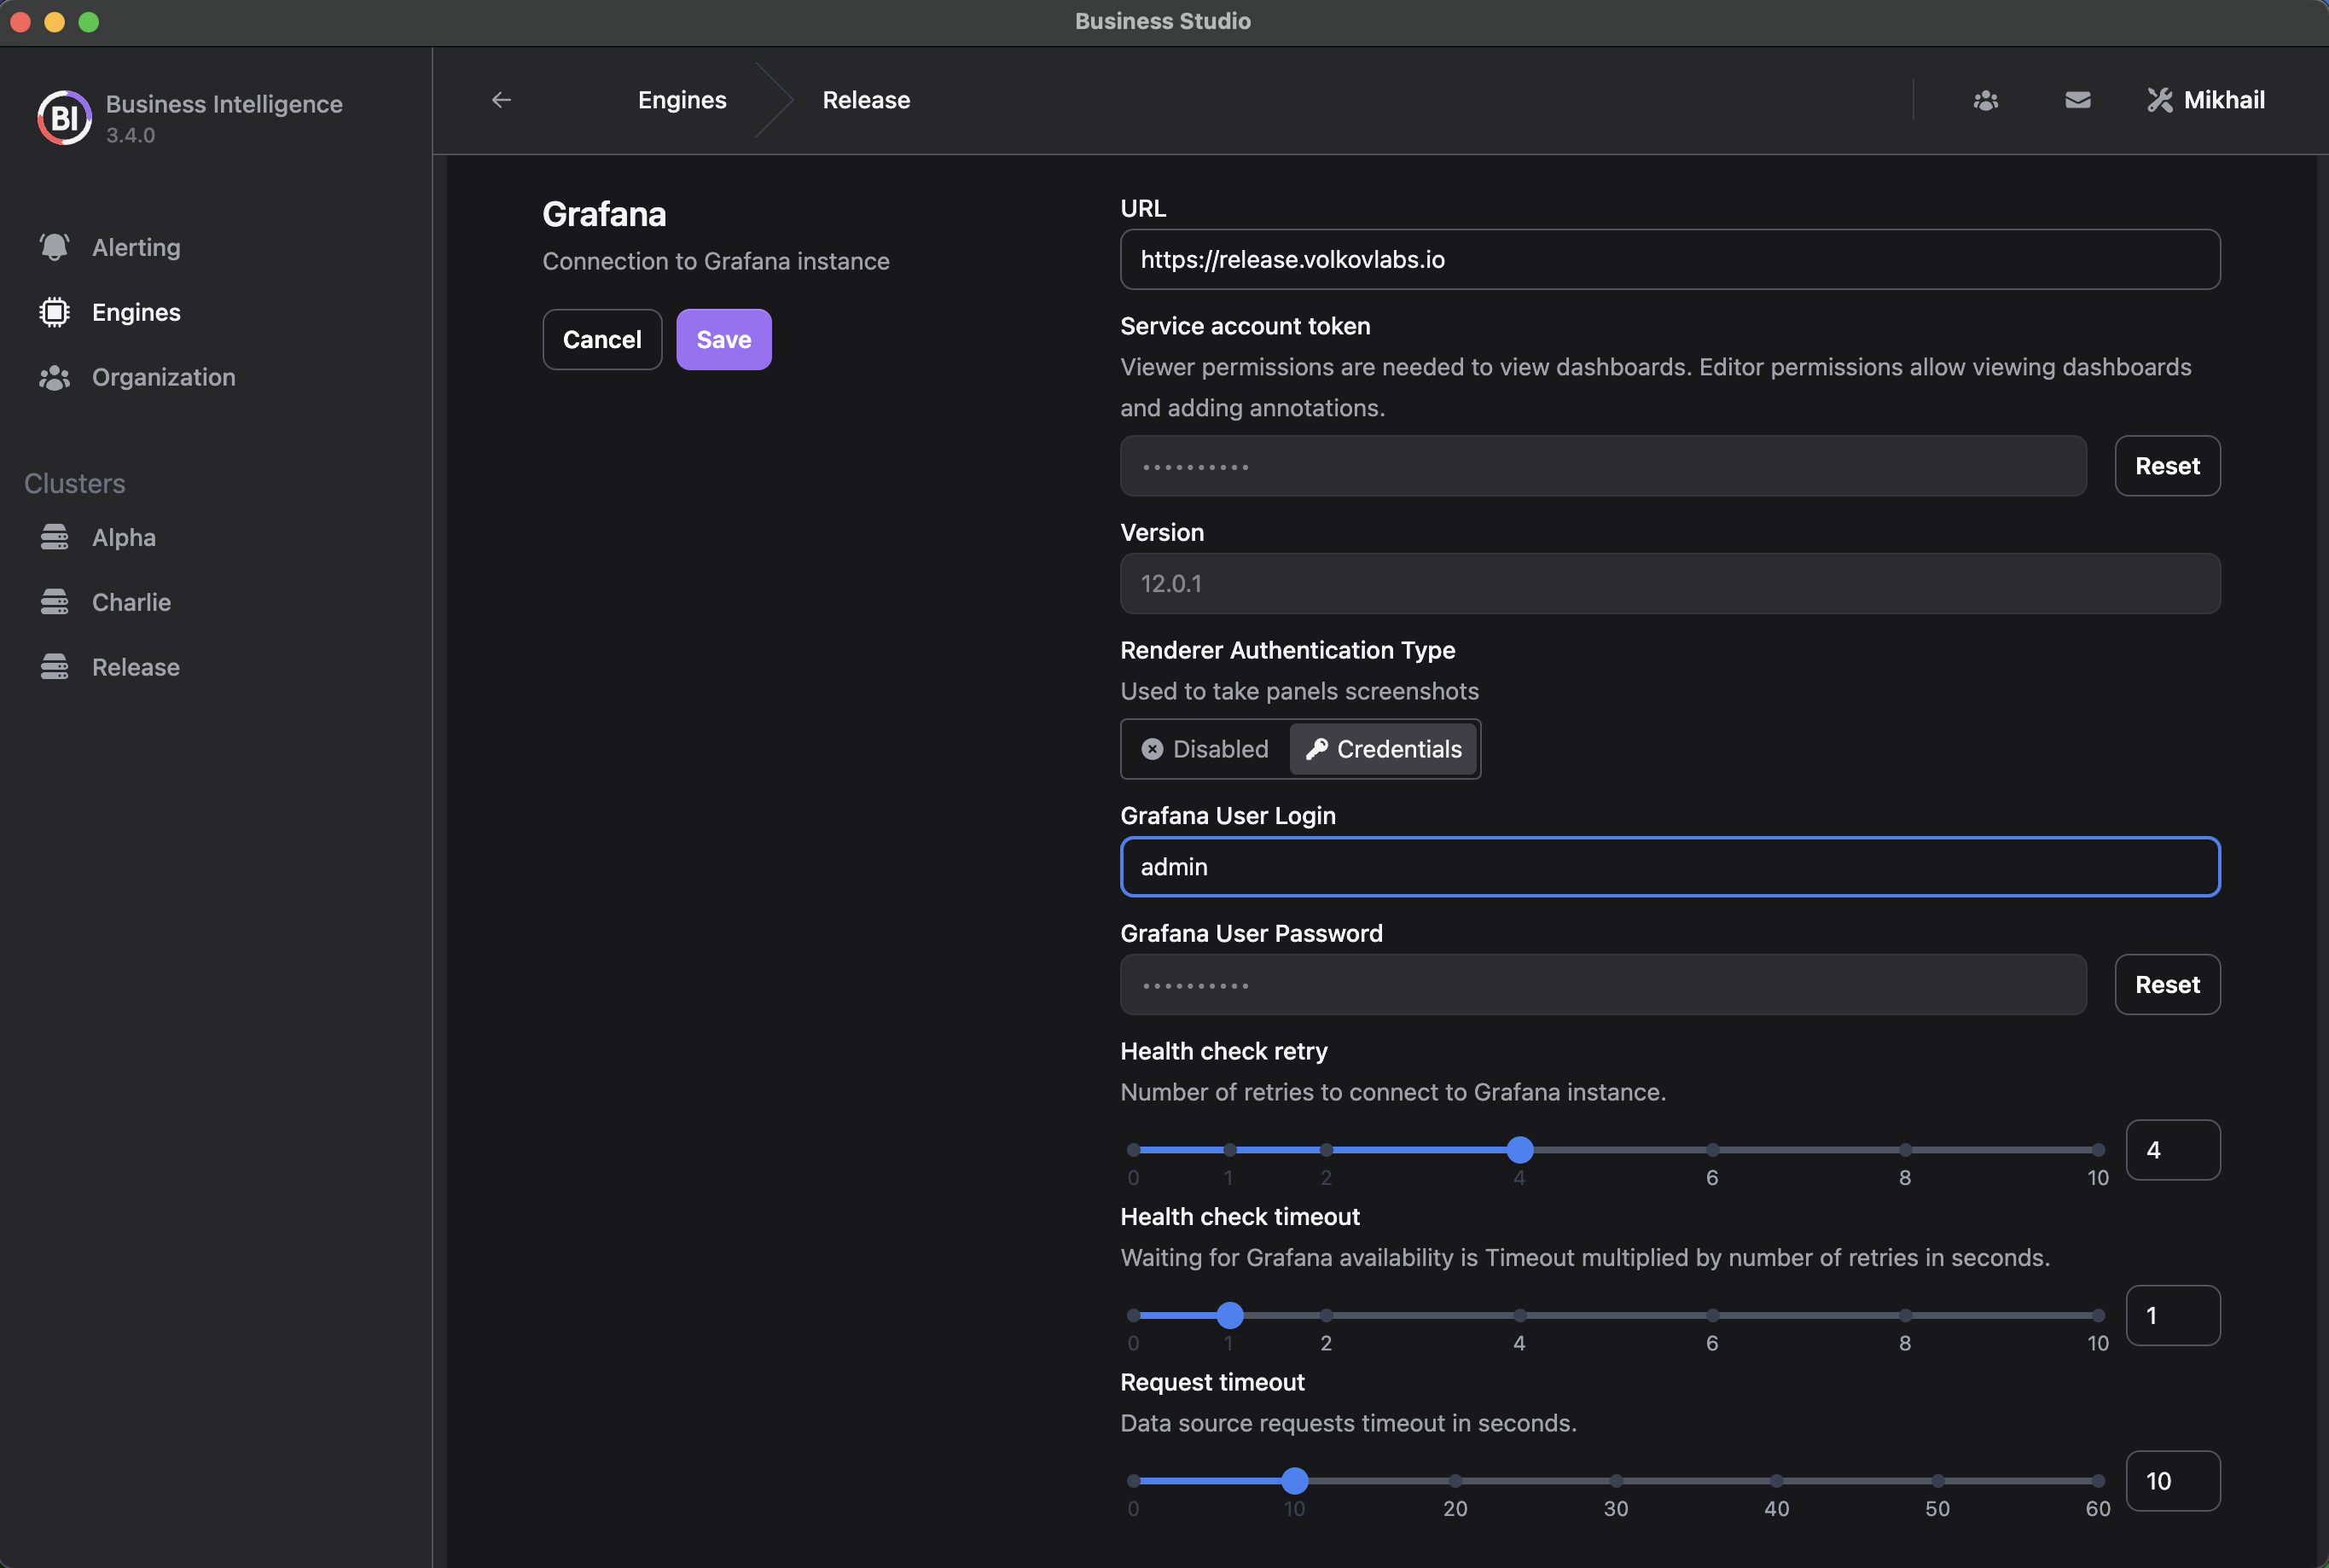 Business Studio
BI
Business Intelligence
3.4.0
Alerting
Engines
Organization
Clusters
Alpha
Charlie
Release
Engines
Release
Mikhail
Grafana
Connection to Grafana instance
Cancel
Save
URL
https://release.volkovlabs.io
Service account token
Viewer permissions are needed to view dashboards. Editor permissions allow viewing dashboards
and adding annotations.
••••••••••
Reset
Version
12.0.1
Renderer Authentication Type
Used to take panels screenshots
Disabled
Credentials
Grafana User Login
admin
Grafana User Password
••••••••••
Reset
Health check retry
Number of retries to connect to Grafana instance.
4
0 1 2 4 6 8 10
Health check timeout
Waiting for Grafana availability is Timeout multiplied by number of retries in seconds.
1
0 1 2 4 6 8 10
Request timeout
Data source requests timeout in seconds.
10
0 10 20 30 40 50 60